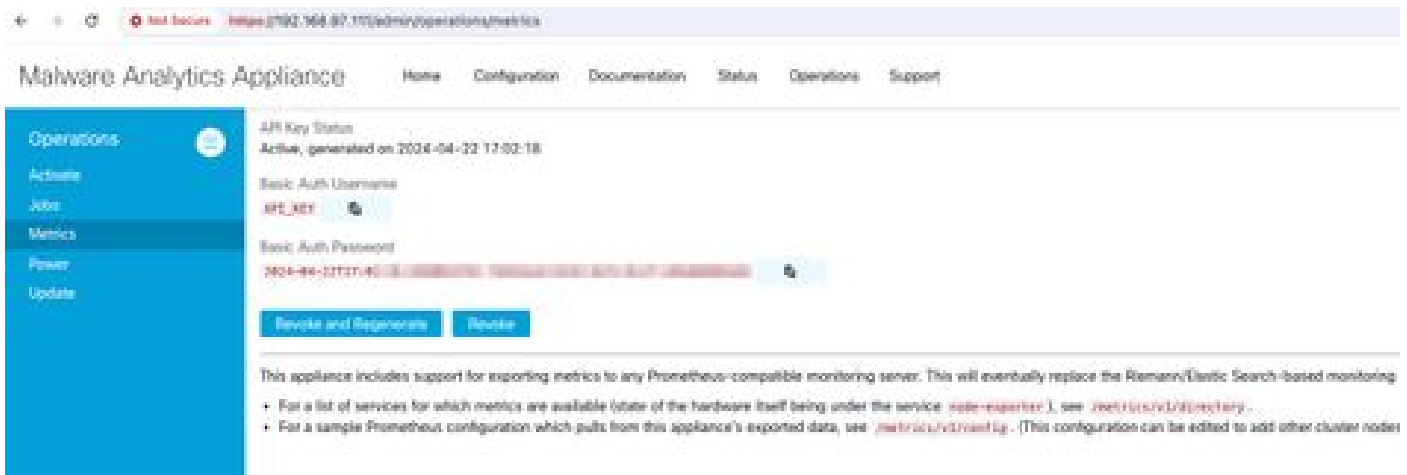 Not Secure https://192.168.97.111/admin/operations/metrics
Malware Analytics Appliance Home Configuration Documentation Status Operations Support
Operations
Activate
Jobs
Metrics
Power
Update
API Key Status
Active, generated on 2024-04-22 17:02:18
Basic Auth Username
API_KEY
Basic Auth Password
2024-04-22T17:0
Revoke and Regenerate Revoke
This appliance includes support for exporting metrics to any Prometheus-compatible monitoring server. This will eventually replace the Riemann/Elastic Search-based monitoring
• For a list of services for which metrics are available (state of the hardware itself being under the service node-exporter), see /metrics/v1/directory.
• For a sample Prometheus configuration which pulls from this appliance's exported data, see /metrics/v1/config. (This configuration can be edited to add other cluster nodes